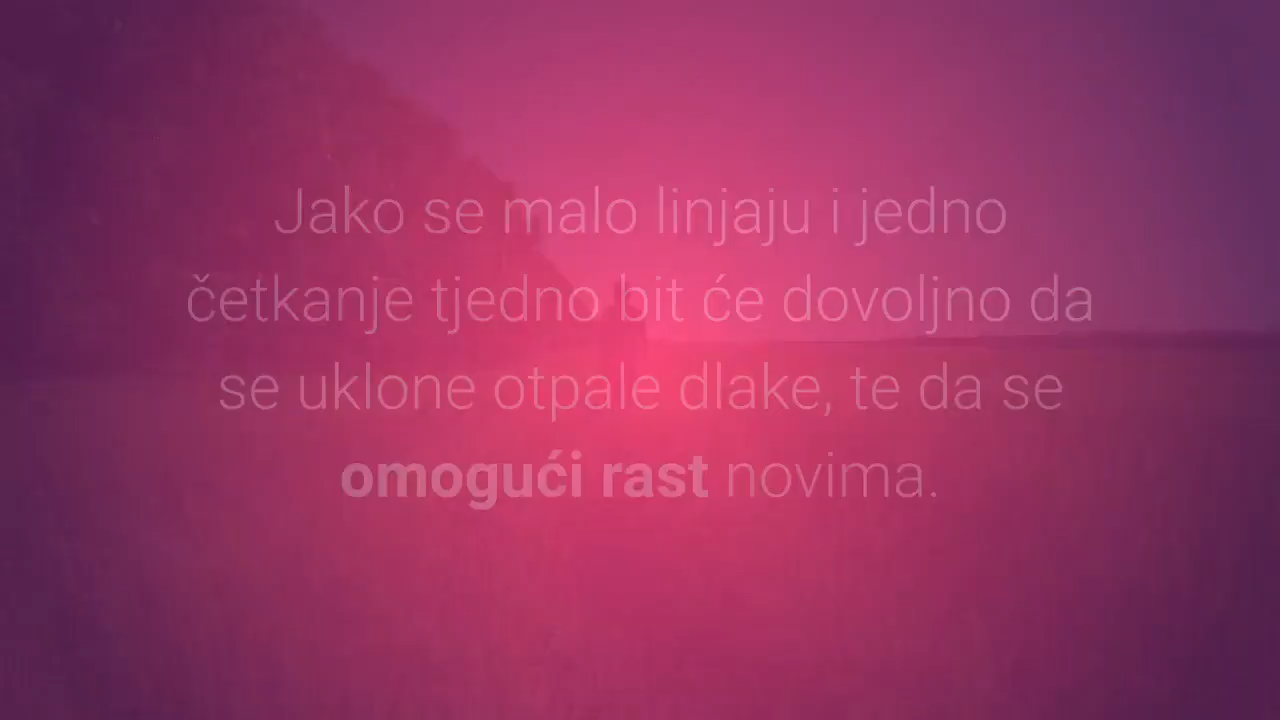 Jako se malo linjaju i jedno
četkanje tjedno bit će dovoljno da
se uklone otpale dlake, te da se
omogući rast novima.